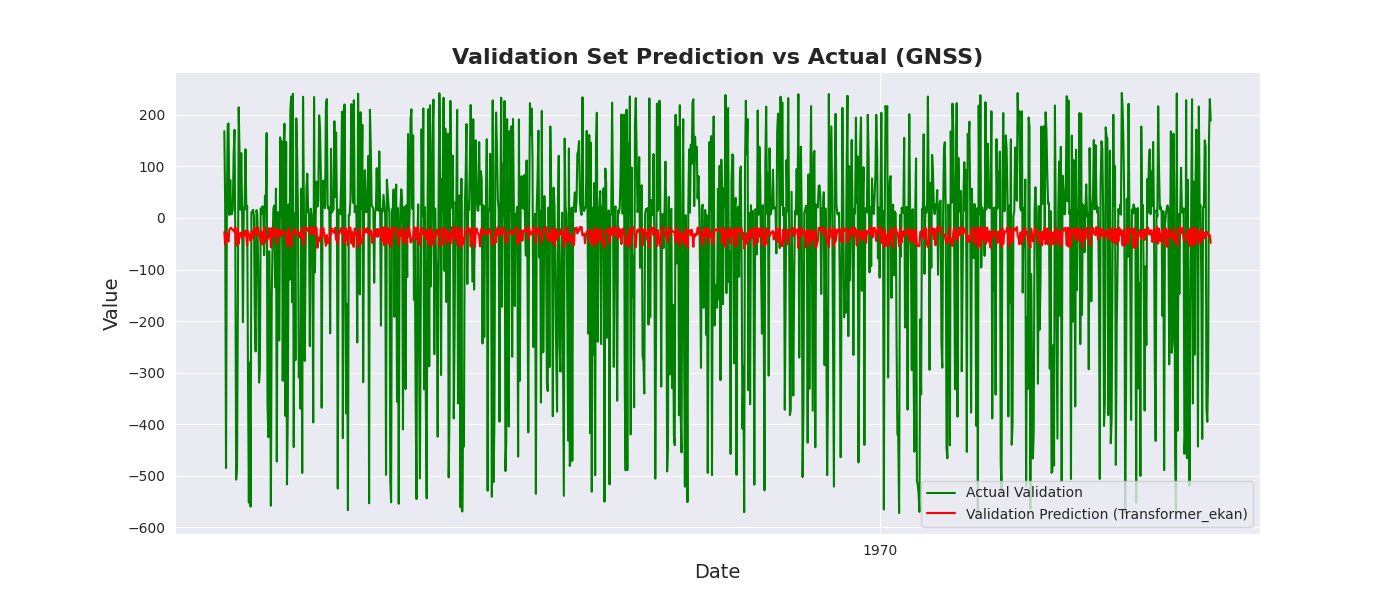 Validation Set Prediction vs Actual (GNSS)
Value
200
100
0
−100
−200
−300
−400
−500
−600
Actual Validation
Validation Prediction (Transformer_ekan)
1970
Date